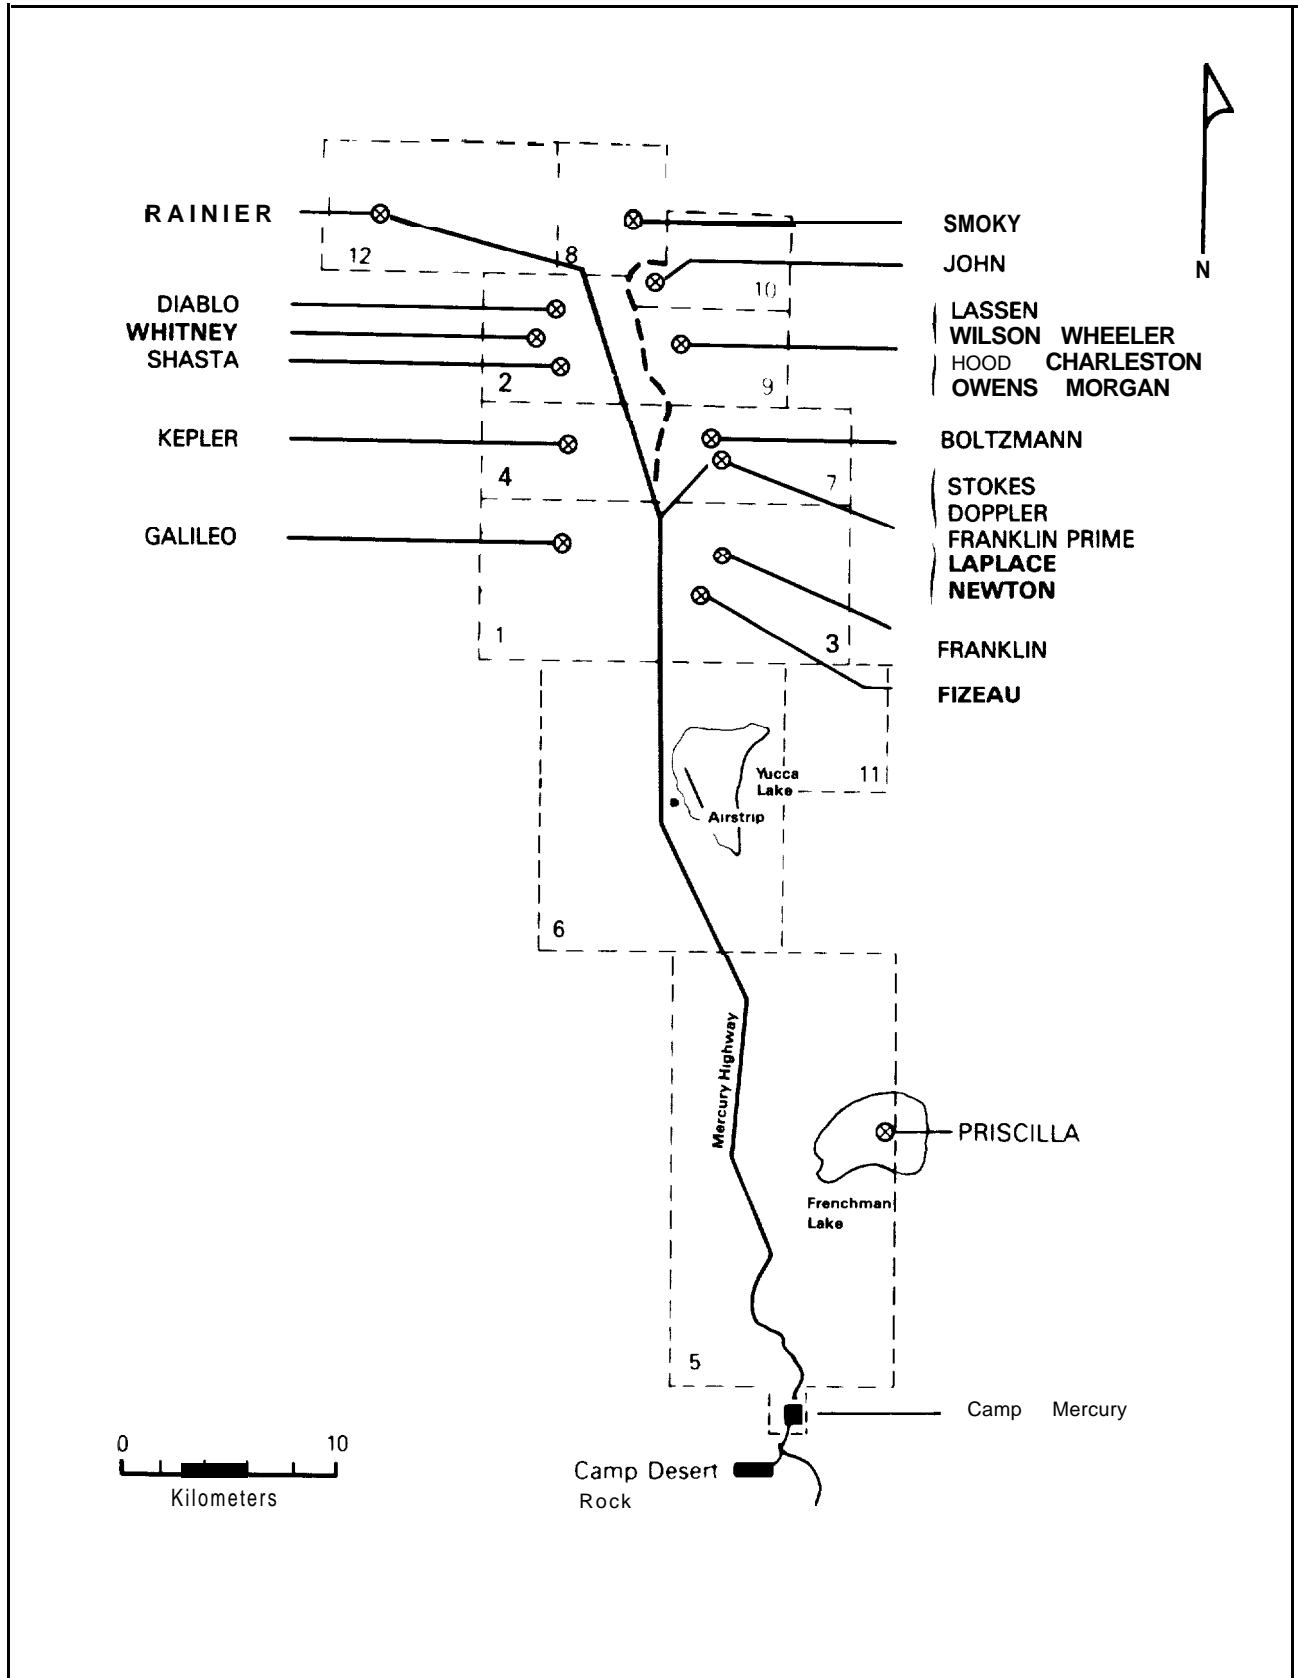 RAINIER
12
8
SMOKY
N
JOHN
10
DIABLO
WHITNEY
SHASTA
2
LASSEN
WILSON WHEELER
HOOD CHARLESTON
OWENS MORGAN
9
KEPLER
4
BOLTZMANN
7
STOKES
DOPPLER
FRANKLIN PRIME
LAPLACE
NEWTON
GALILEO
1
3
FRANKLIN
FIZEAU
Yucca
Lake
11
Airstrip
6
Mercury Highway
PRISCILLA
Frenchman
Lake
5
Camp Mercury
0 10
Kilometers
Camp Desert
Rock